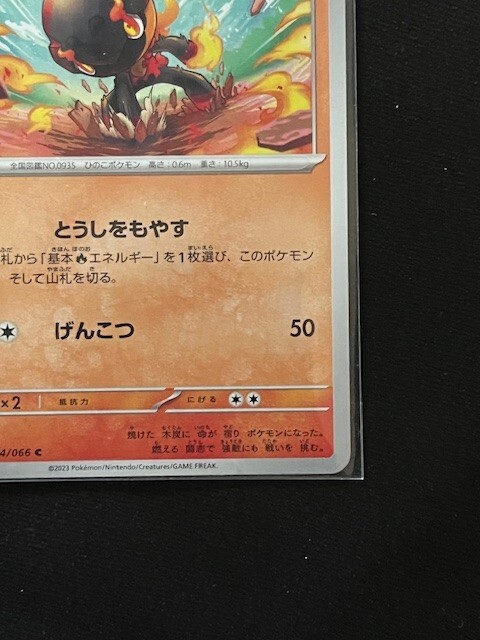 全国図鑑NO.0935 ひのこポケモン 高さ:0.6m 重さ:10.5kg
とうしをもやす
札から「基本エネルギー」を1枚選び、このポケモン
そして山札を切る。
げんこつ 50
×2 抵抗力 にげる
焼けた 木炭に 命が 宿り ポケモンになった。
燃える 闘志で 強敵にも 戦いを 挑む。
4/066 C
©2023 Pokémon/Nintendo/Creatures/GAME FREAK.